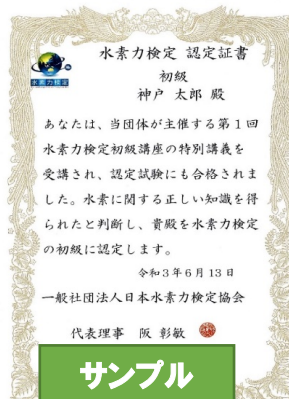 水素力検定 認定証書
水素力検定
初級
神戸 太郎 殿
あなたは、当団体が主催する第1回
水素力検定初級講座の特別講義を
受講され、認定試験にも合格されま
した。水素に関する正しい知識を得
られたと判断し、貴殿を水素力検定
の初級に認定します。
令和3年6月13日
一般社団法人日本水素力検定協会
代表理事 阪 彰敏
サンプル